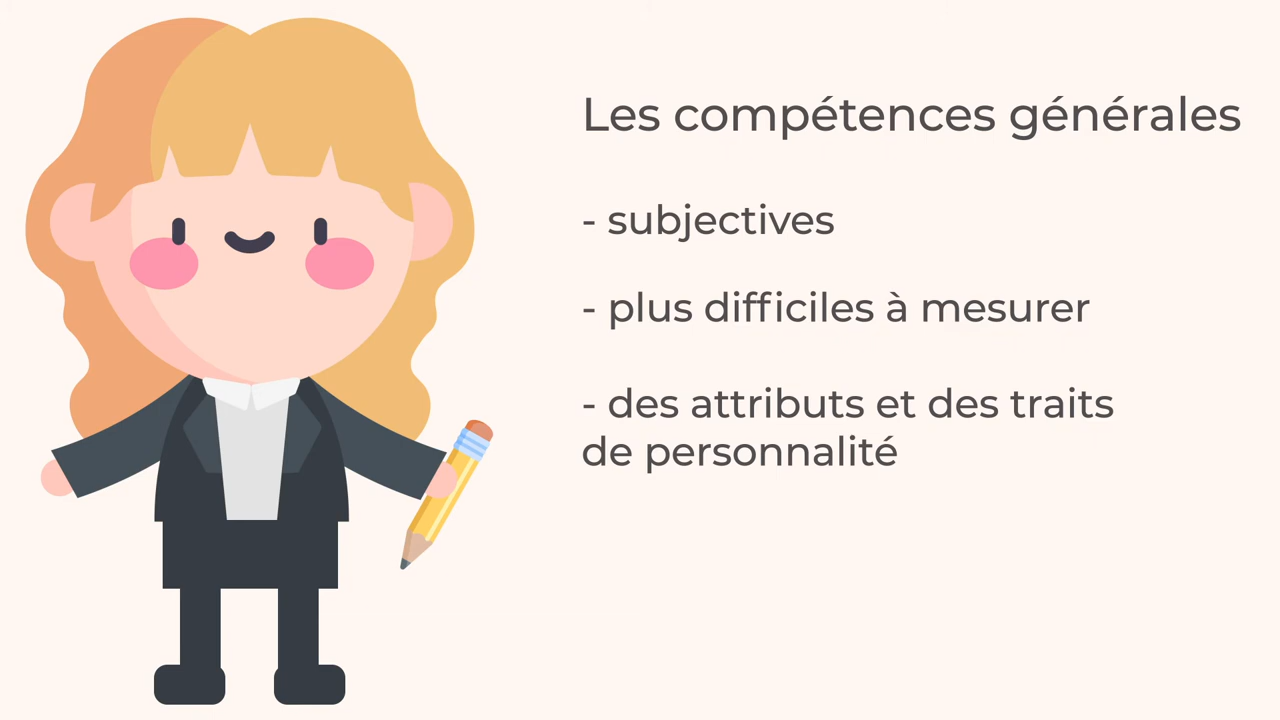 Les compétences générales
- subjectives
- plus difficiles à mesurer
- des attributs et des traits
de personnalité